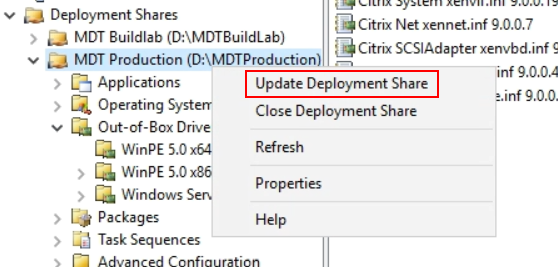 Deployment Shares
MDT Buildlab (D:\MDTBuildLab)
MDT Production (D:\MDTProduction)
Applications
Operating System
Out-of-Box Drive
WinPE 5.0 x64
WinPE 5.0 x86
Windows Serv
Packages
Task Sequences
Advanced Configuration
Update Deployment Share
Close Deployment Share
Refresh
Properties
Help
Citrix System xenvif.inf 9.0.0.19
Citrix Net xennet.inf 9.0.0.7
Citrix SCSIAdapter xenvbd.inf 9
.inf 9.0.0.4
e.inf 9.0.0.